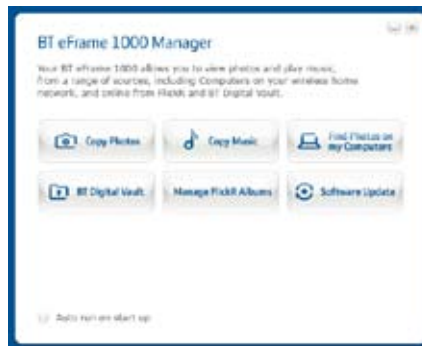 BT eFrame 1000 Manager
Your BT eFrame 1000 allows you to view photos and play music,
from a range of sources, including Computers on your wireless home
network, and online from Flickr and BT Digital Vault.
Copy Photos
Copy Music
Find Photos on
my Computers
BT Digital Vault
Manage FlickR Albums
Software Update
Auto run on start up